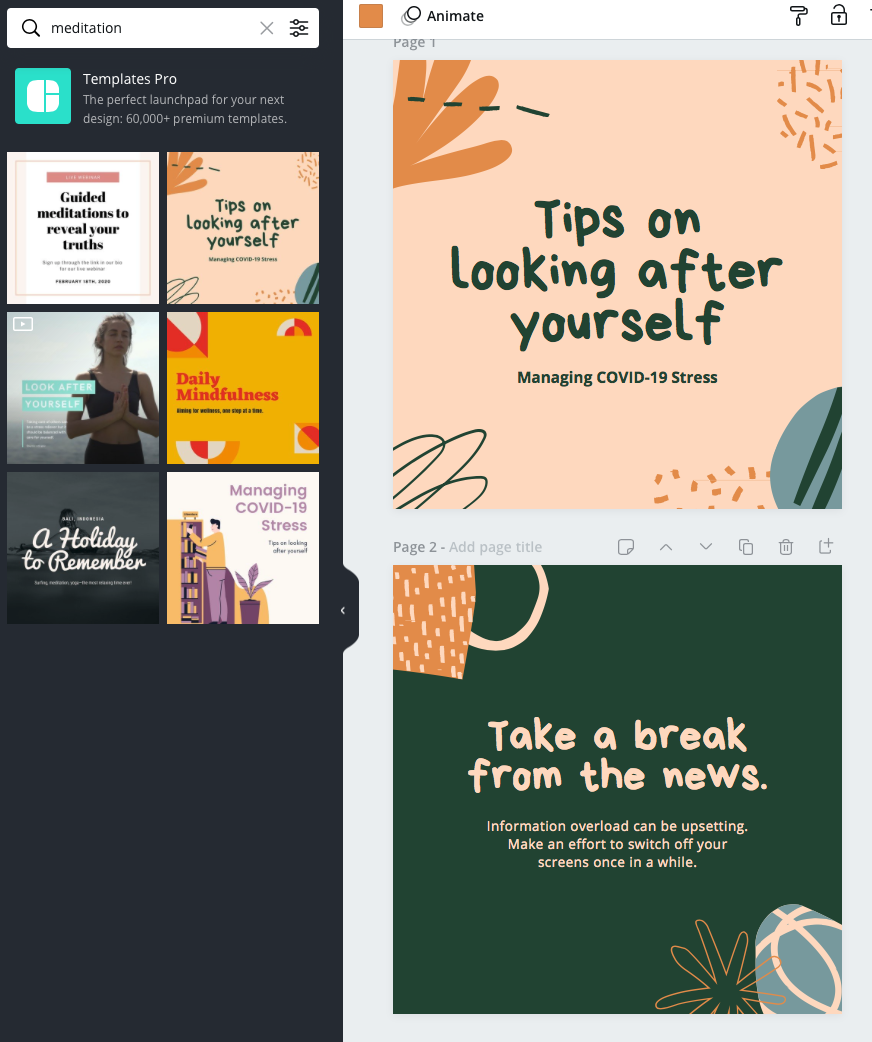 meditation
Templates Pro
The perfect launchpad for your next
design: 60,000+ premium templates.
LIVE WEBINAR
Guided
meditations to
reveal your
truths
Sign up through the link in our bio
for our live webinar
FEBRUARY 16TH, 2020
Tips on
looking after
yourself
Managing COVID-19 Stress
LOOK AFTER
YOURSELF
Daily
Mindfulness
Aiming for wellness, one step at a time.
BALI, INDONESIA
A Holiday
to Remember
Surfing, meditation, yoga—the most relaxing time ever!
Managing
COVID-19
Stress
Tips on looking
after yourself
Animate
Page 1
Tips on
looking after
yourself
Managing COVID-19 Stress
Page 2 - Add page title
Take a break
from the news.
Information overload can be upsetting.
Make an effort to switch off your
screens once in a while.